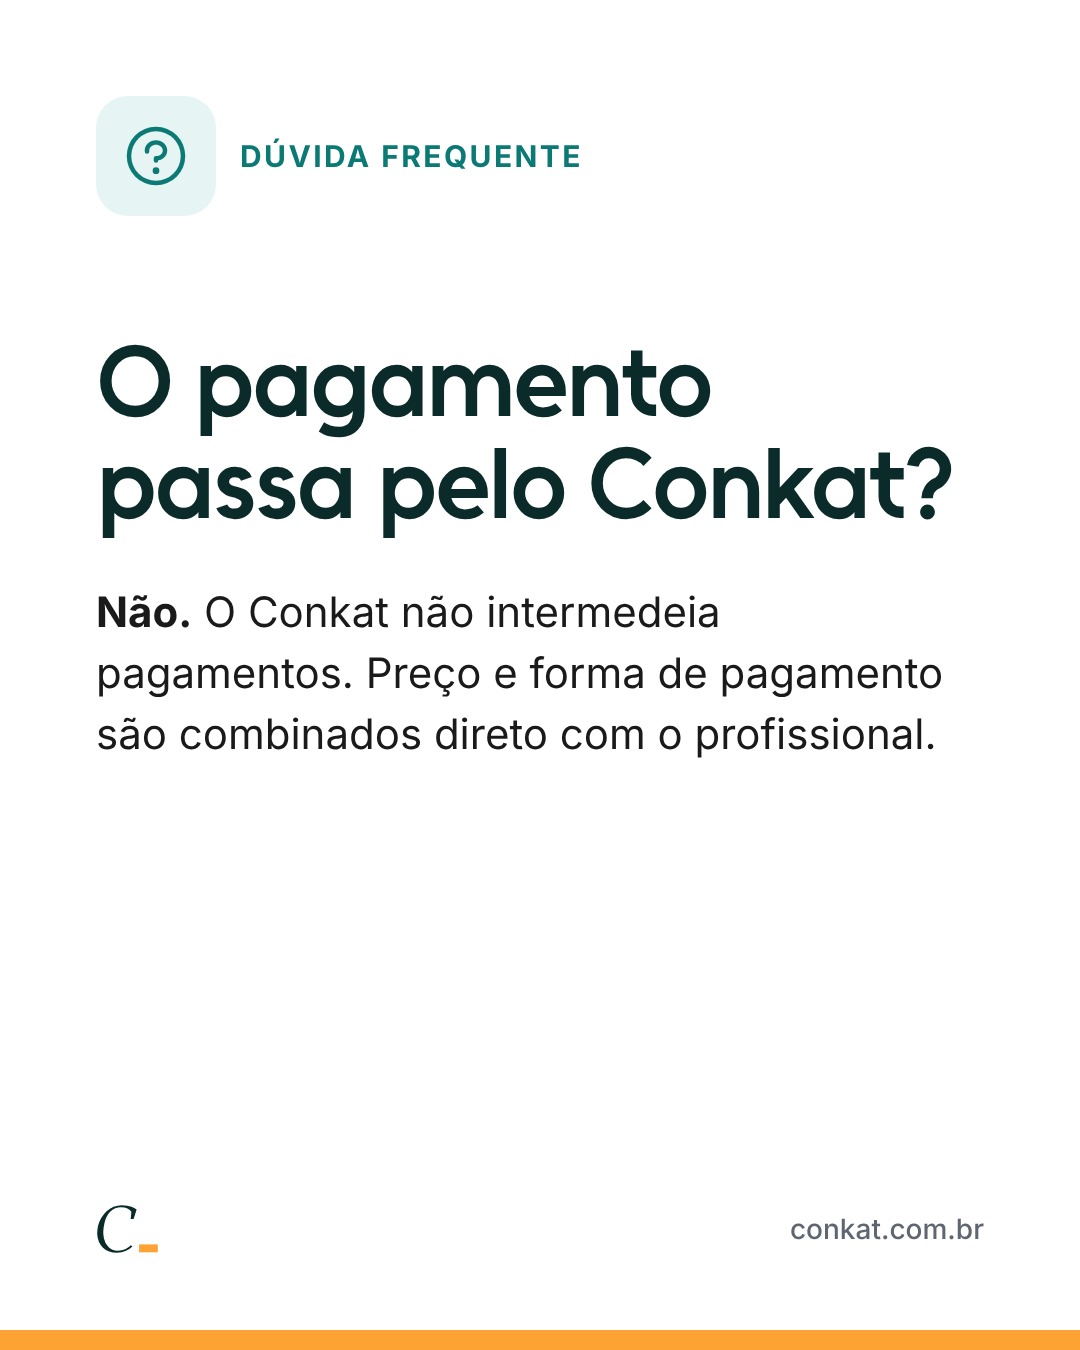 DÚVIDA FREQUENTE
O pagamento
passa pelo Conkat?
Não. O Conkat não intermedeia
pagamentos. Preço e forma de pagamento
são combinados direto com o profissional.
C
conkat.com.br